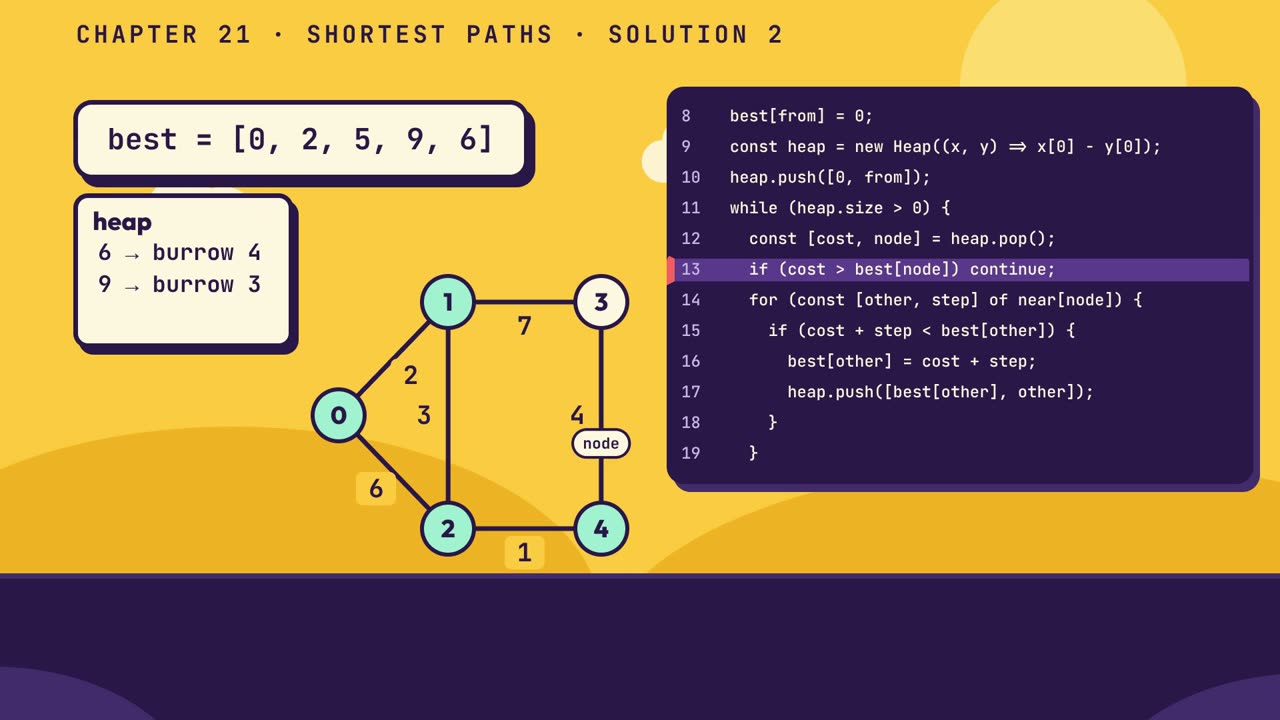 CHAPTER 21 · SHORTEST PATHS · SOLUTION 2
best = [0, 2, 5, 9, 6]
heap
6 → burrow 4
9 → burrow 3
1
3
7
2
0
3
4
node
6
2
4
1
8 best[from] = 0;
9 const heap = new Heap((x, y) => x[0] - y[0]);
10 heap.push([0, from]);
11 while (heap.size > 0) {
12 const [cost, node] = heap.pop();
13 if (cost > best[node]) continue;
14 for (const [other, step] of near[node]) {
15 if (cost + step < best[other]) {
16 best[other] = cost + step;
17 heap.push([best[other], other]);
18 }
19 }